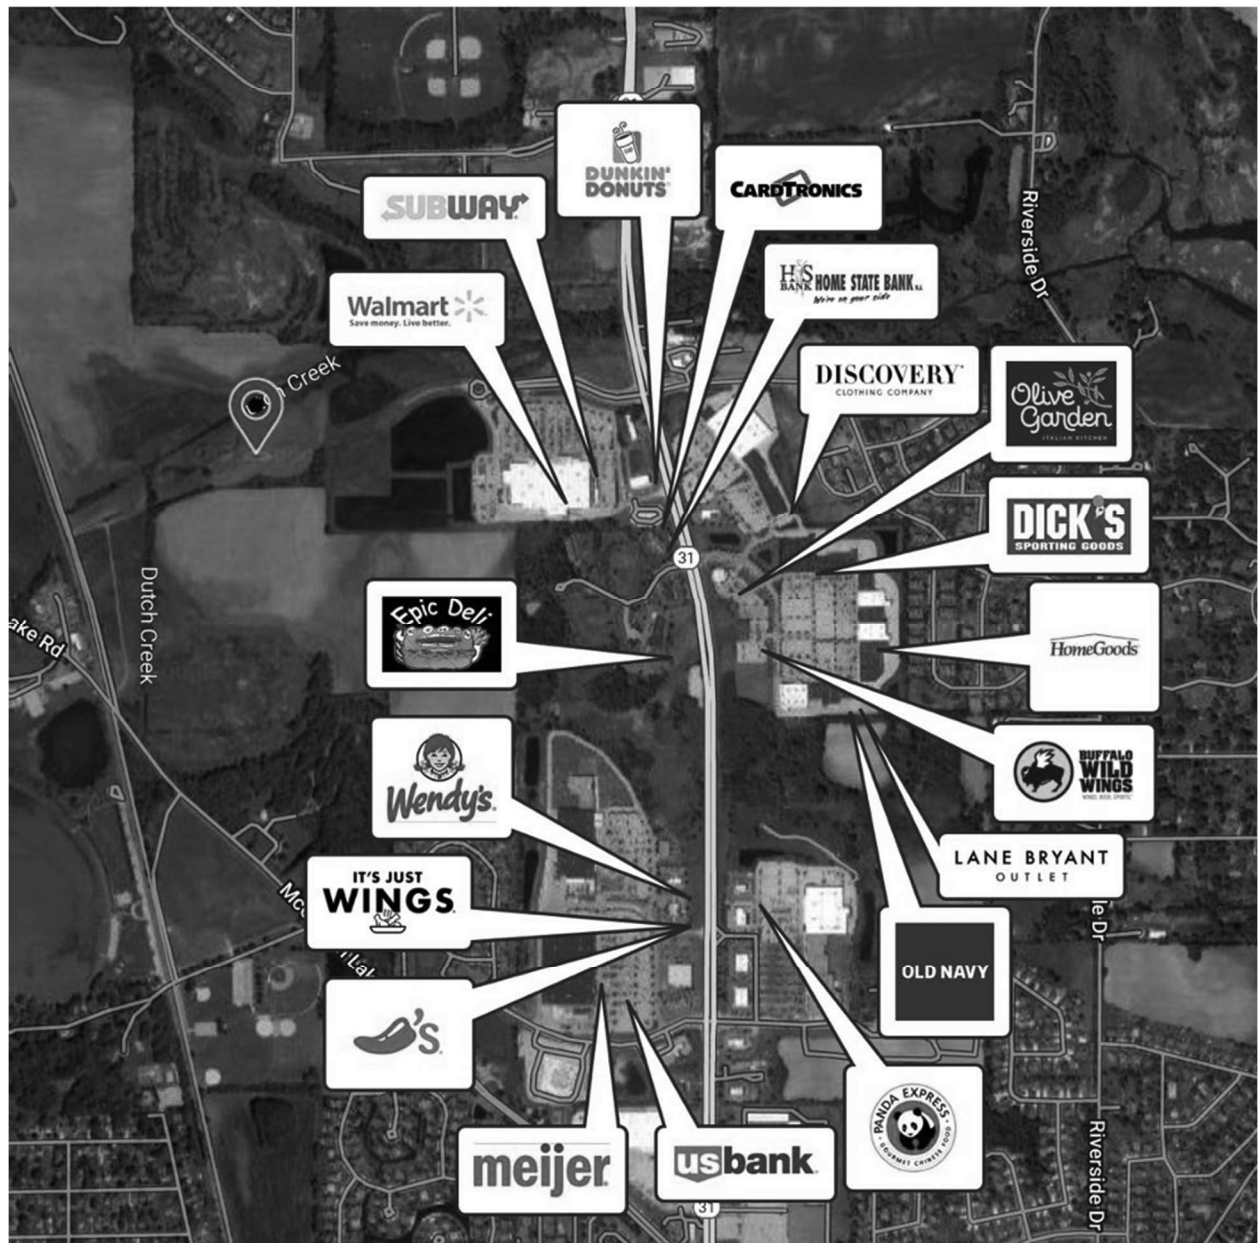 DUNKIN'
DONUTS
CARDTRONICS
SUBWAY
Riverside Dr
H S
BANK
HOME STATE BANK N.A.
We're on your side
Walmart
Save money. Live better.
Creek
DISCOVERY
CLOTHING COMPANY
Olive
Garden
ITALIAN KITCHEN
DICK'S
SPORTING GOODS
31
Dutch Creek
ake Rd
Epic Deli
HomeGoods
Wendy's
BUFFALO
WILD
WINGS
LANE BRYANT
OUTLET
IT'S JUST
WINGS
le Dr
OLD NAVY
'S
PANDA EXPRESS
GOURMET CHINESE FOOD
meijer
usbank
Riverside Dr
31